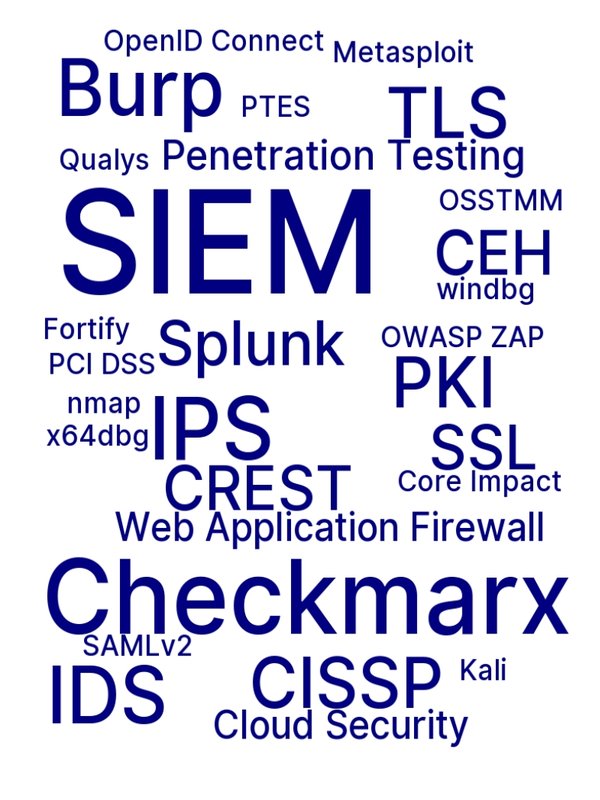 OpenID Connect
Metasploit
Burp
PTES
TLS
Qualys
Penetration Testing
SIEM
OSSTMM
CEH
windbg
Fortify
Splunk
OWASP ZAP
PCI DSS
PKI
nmap
IPS
x64dbg
SSL
CREST
Core Impact
Web Application Firewall
Checkmarx
SAMLv2
IDS
CISSP
Kali
Cloud Security